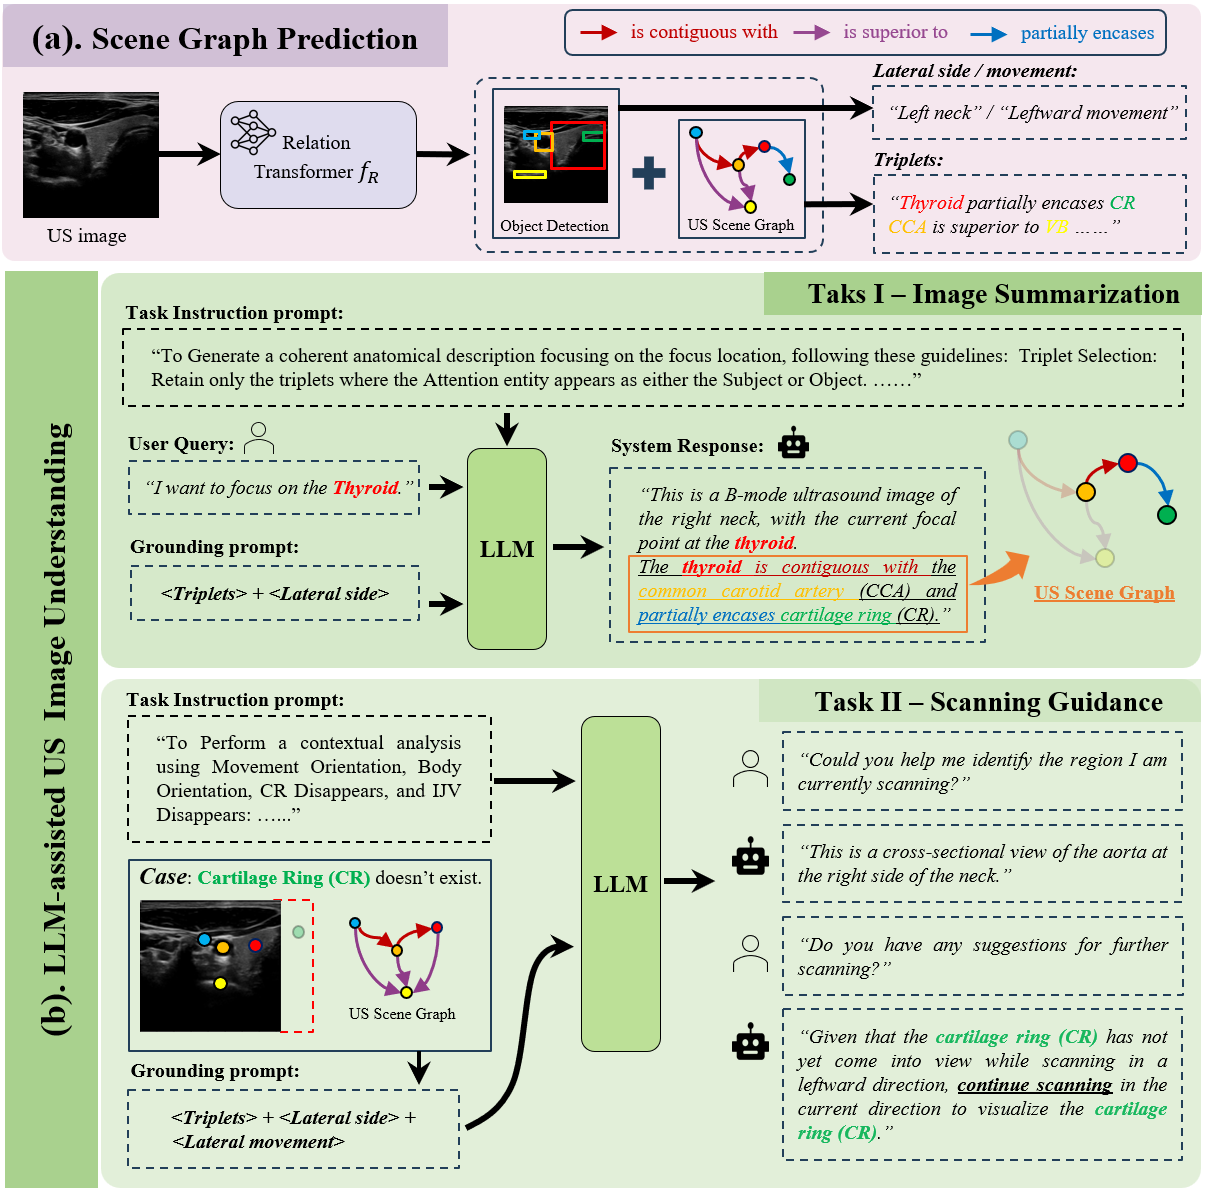 (a). Scene Graph Prediction
is contiguous with
is superior to
partially encases
US image
Relation
Transformer f_R
Object Detection
US Scene Graph
Lateral side / movement:
“Left neck” / “Leftward movement”
Triplets:
“Thyroid partially encases CR
CCA is superior to VB ……”
(b). LLM-assisted US Image Understanding
Taks I – Image Summarization
Task Instruction prompt:
“To Generate a coherent anatomical description focusing on the focus location, following these guidelines: Triplet Selection:
Retain only the triplets where the Attention entity appears as either the Subject or Object. ……”
User Query:
“I want to focus on the Thyroid.”
Grounding prompt:
<Triplets> + <Lateral side>
LLM
System Response:
“This is a B-mode ultrasound image of
the right neck, with the current focal
point at the thyroid.
The thyroid is contiguous with the
common carotid artery (CCA) and
partially encases cartilage ring (CR).”
US Scene Graph
Task II – Scanning Guidance
Task Instruction prompt:
“To Perform a contextual analysis
using Movement Orientation, Body
Orientation, CR Disappears, and IJV
Disappears: …...”
Case: Cartilage Ring (CR) doesn’t exist.
US Scene Graph
Grounding prompt:
<Triplets> + <Lateral side> +
<Lateral movement>
LLM
“Could you help me identify the region I am
currently scanning?”
“This is a cross-sectional view of the aorta at
the right side of the neck.”
“Do you have any suggestions for further
scanning?”
“Given that the cartilage ring (CR) has not
yet come into view while scanning in a
leftward direction, continue scanning in the
current direction to visualize the cartilage
ring (CR).”